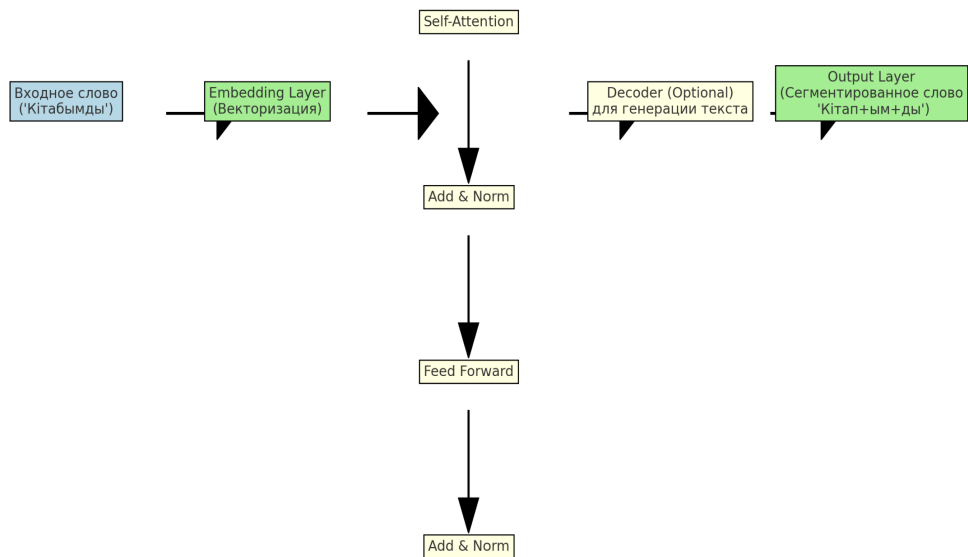 Self-Attention
Входное слово
('Кітабымды')
Embedding Layer
(Векторизация)
Decoder (Optional)
для генерации текста
Output Layer
(Сегментированное слово
'Кітап+ым+ды')
Add & Norm
Feed Forward
Add & Norm